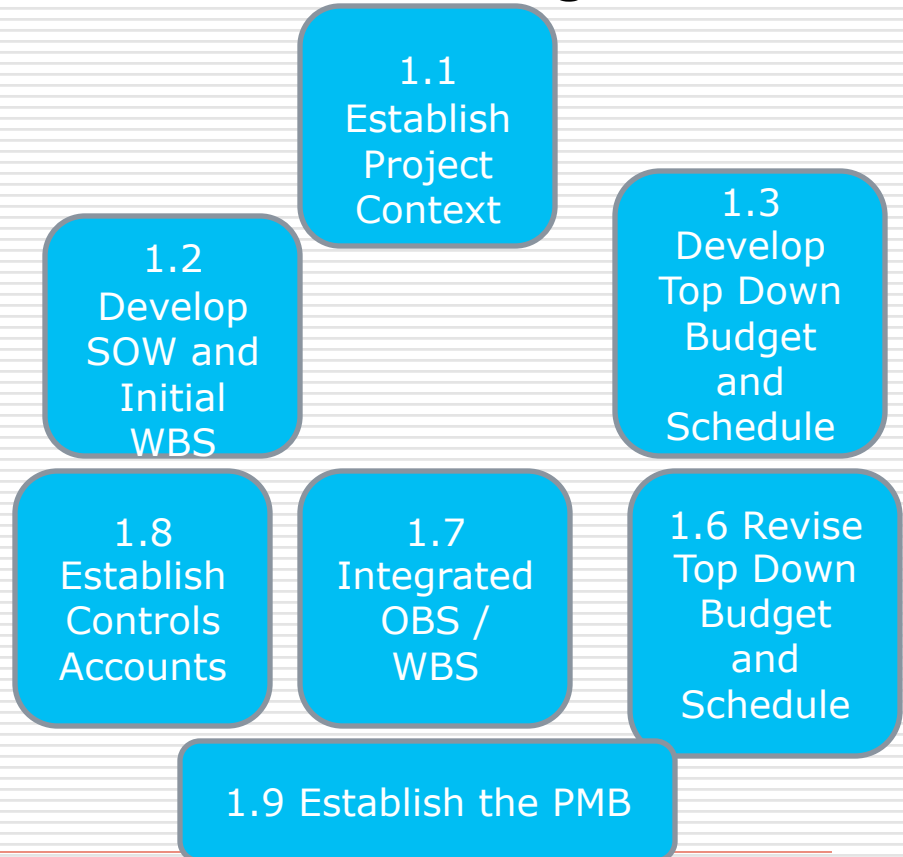 1.1
Establish
Project
Context
1.2
Develop
SOW and
Initial
WBS
1.3
Develop
Top Down
Budget
and
Schedule
1.8
Establish
Controls
Accounts
1.7
Integrated
OBS /
WBS
1.6 Revise
Top Down
Budget
and
Schedule
1.9 Establish the PMB